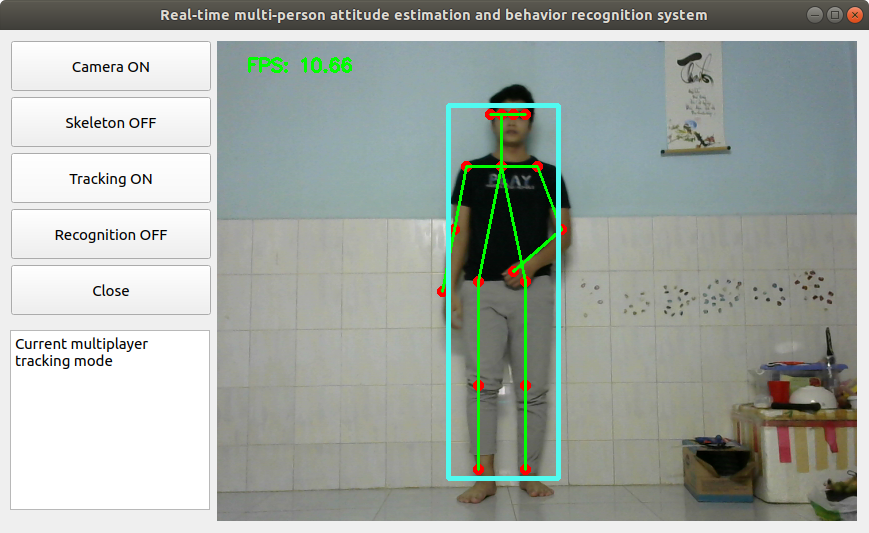 Real-time multi-person attitude estimation and behavior recognition system
Camera ON
Skeleton OFF
Tracking ON
Recognition OFF
Close
Current multiplayer
tracking mode
FPS: 10.66
PLAY